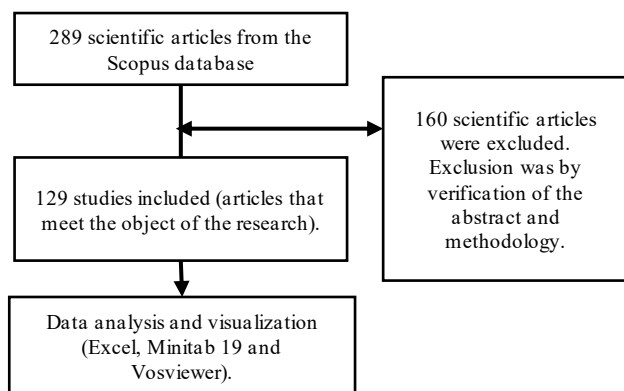 289 scientific articles from the
Scopus database
160 scientific articles
were excluded.
Exclusion was by
verification of the
abstract and
methodology.
129 studies included (articles that
meet the object of the research).
Data analysis and visualization
(Excel, Minitab 19 and
Vosviewer).